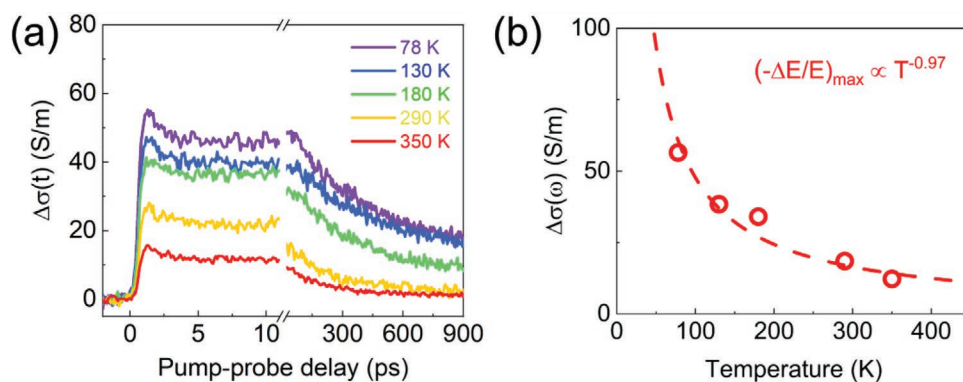 (a)
80
60
40
20
0
Δσ(t) (S/m)
78 K
130 K
180 K
290 K
350 K
0 5 10 300 600 900
Pump-probe delay (ps)
(b)
100
50
0
Δσ(ω) (S/m)
(-ΔE/E)max ∝ T-0.97
0 100 200 300 400
Temperature (K)